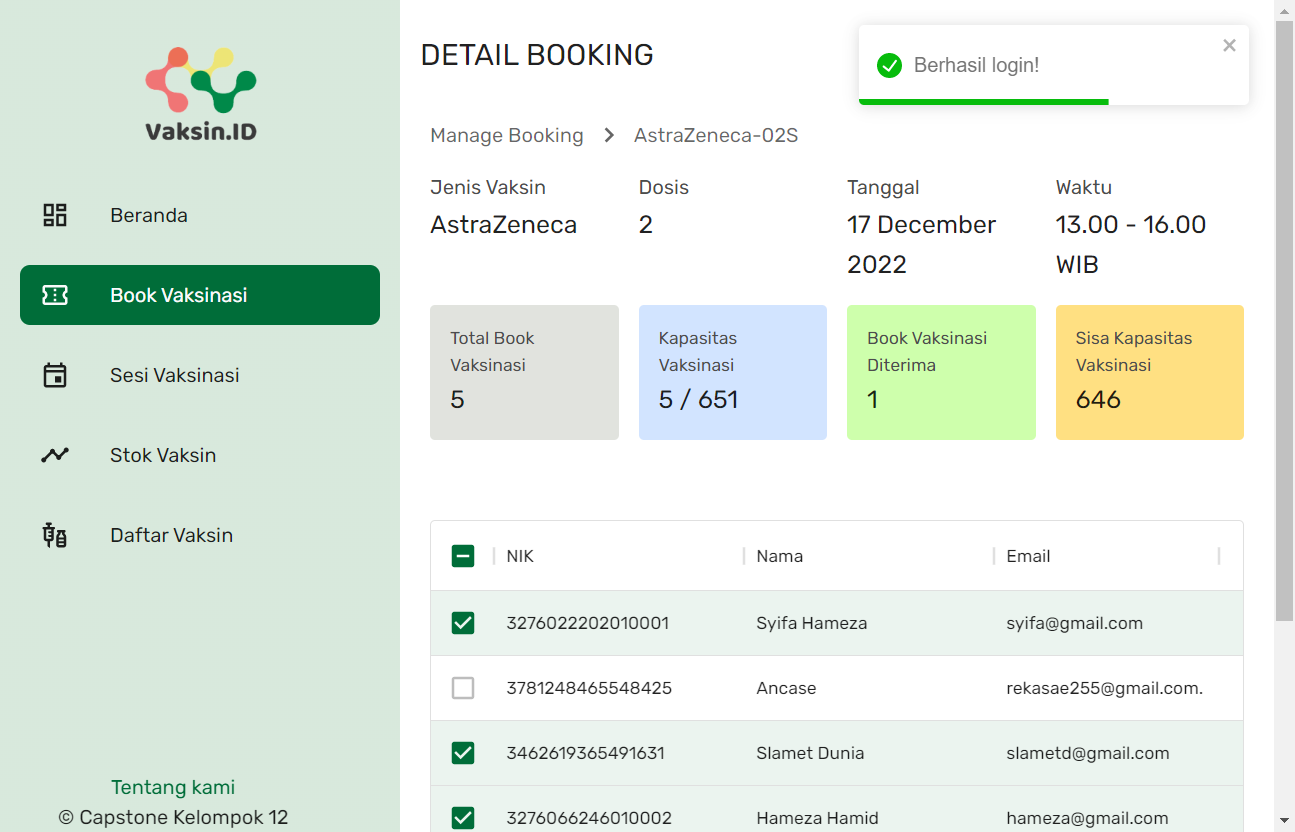 Vaksin.ID
Beranda
Book Vaksinasi
Sesi Vaksinasi
Stok Vaksin
Daftar Vaksin
Tentang kami
© Capstone Kelompok 12
DETAIL BOOKING
Berhasil login!
Manage Booking > AstraZeneca-02S
Jenis Vaksin Dosis Tanggal Waktu
AstraZeneca 2 17 December 13.00 - 16.00
2022 WIB
Total Book Kapasitas Book Vaksinasi Sisa Kapasitas
Vaksinasi Vaksinasi Diterima Vaksinasi
5 5 / 651 1 646
NIK Nama Email
3276022202010001 Syifa Hameza syifa@gmail.com
3781248465548425 Ancase rekasae255@gmail.com.
3462619365491631 Slamet Dunia slametd@gmail.com
3276066246010002 Hameza Hamid hameza@gmail.com